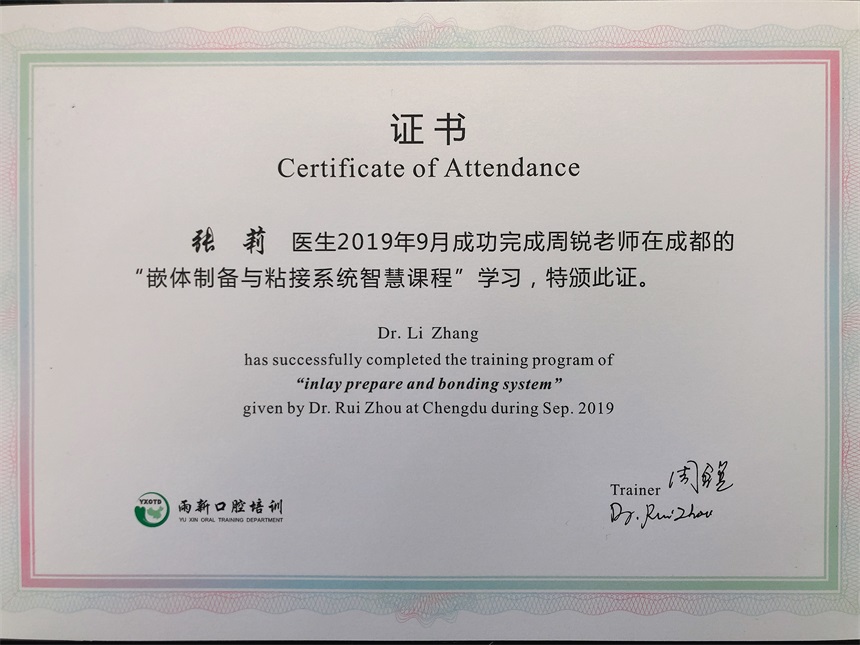 证书
Certificate of Attendance
张 莉 医生2019年9月成功完成周锐老师在成都的
“嵌体制备与粘接系统智慧课程”学习，特颁此证。
Dr. Li Zhang
has successfully completed the training program of
“inlay prepare and bonding system”
given by Dr. Rui Zhou at Chengdu during Sep. 2019
Trainer 周锐
Dr. Rui Zhou
YXOTD
雨新口腔培训
YU XIN ORAL TRAINING DEPARTMENT